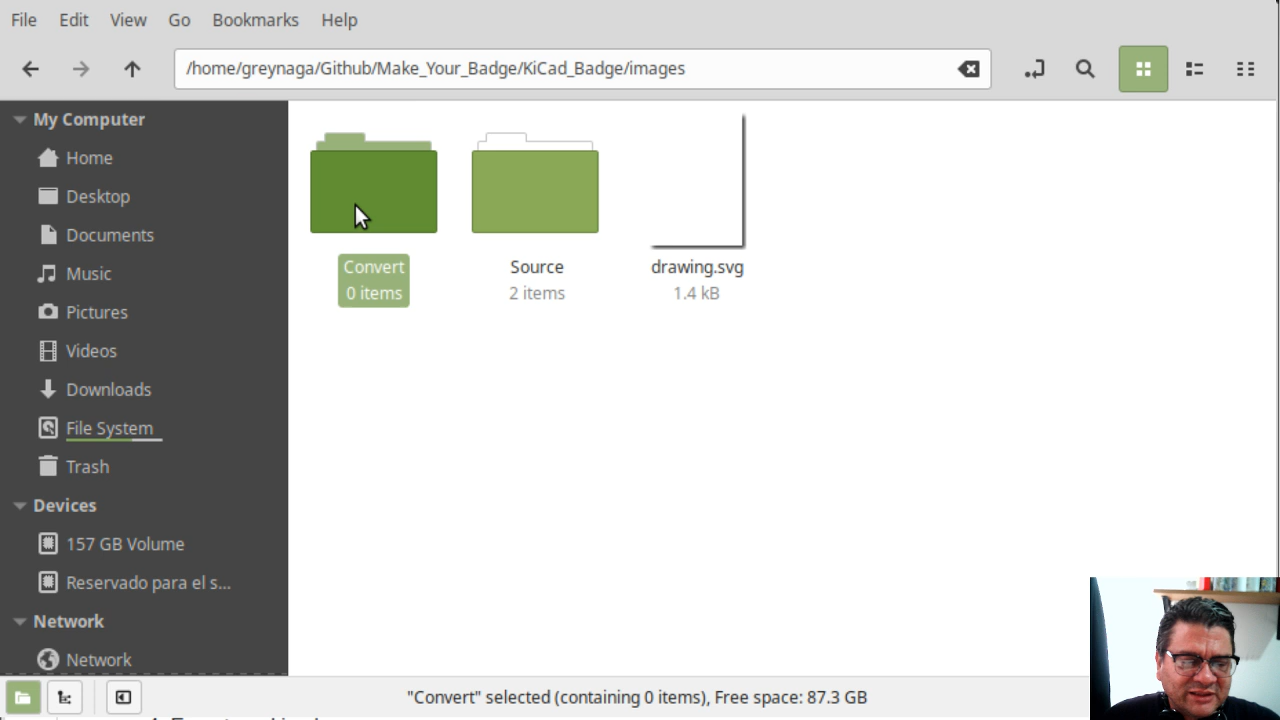 File Edit View Go Bookmarks Help
/home/greynaga/Github/Make_Your_Badge/KiCad_Badge/images
My Computer
Home
Desktop
Documents
Music
Pictures
Videos
Downloads
File System
Trash
Devices
157 GB Volume
Reservado para el s...
Network
Network
Convert
0 items
Source
2 items
drawing.svg
1.4 kB
"Convert" selected (containing 0 items), Free space: 87.3 GB